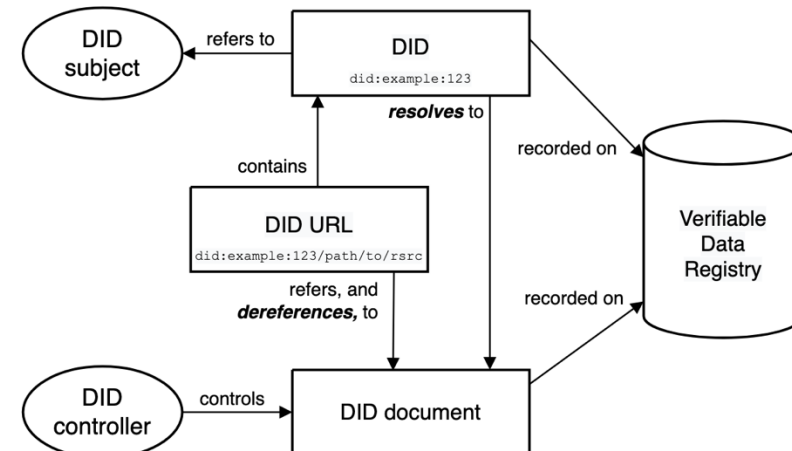 DID
subject
refers to
DID
did:example:123
resolves to
recorded on
contains
DID URL
did:example:123/path/to/rsrc
Verifiable
Data
Registry
refers, and
dereferences, to
recorded on
DID
controller
controls
DID document